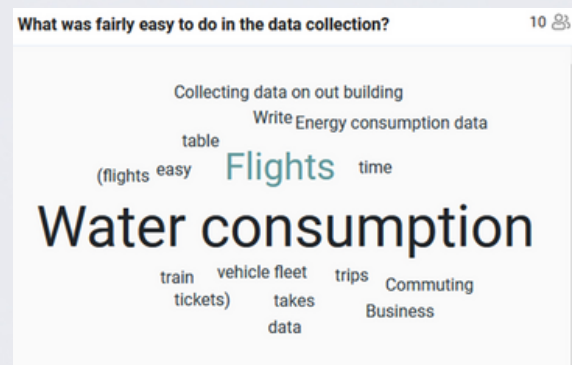 What was fairly easy to do in the data collection? 10
Collecting data on out building
Write Energy consumption data
table
(flights easy Flights time
Water consumption
train vehicle fleet trips Commuting
tickets) takes Business
data